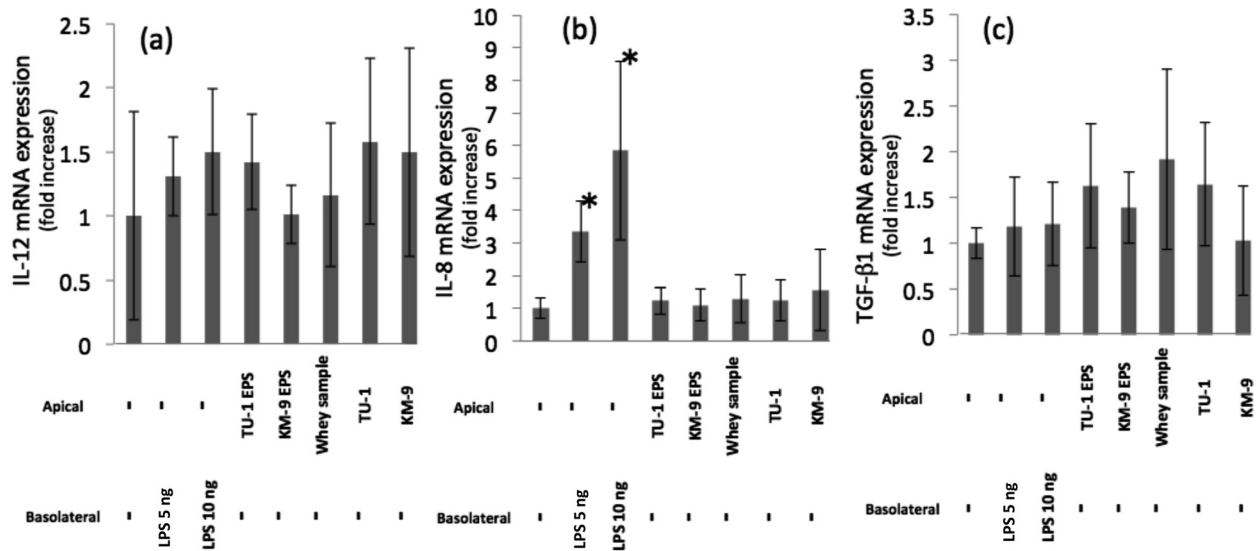 (a)
IL-12 mRNA expression
(fold increase)
2.5
2
1.5
1
0.5
0
Apical - - - TU-1 EPS KM-9 EPS Whey sample TU-1 KM-9
Basolateral - LPS 5 ng LPS 10 ng - - - - -
(b)
IL-8 mRNA expression
(fold increase)
10
9
8
7
6
5
4
3
2
1
0
*
*
Apical - - - TU-1 EPS KM-9 EPS Whey sample TU-1 KM-9
Basolateral - LPS 5 ng LPS 10 ng - - - - -
(c)
TGF-β1 mRNA expression
(fold increase)
3.5
3
2.5
2
1.5
1
0.5
0
Apical - - - TU-1 EPS KM-9 EPS Whey sample TU-1 KM-9
Basolateral - LPS 5 ng LPS 10 ng - - - - -